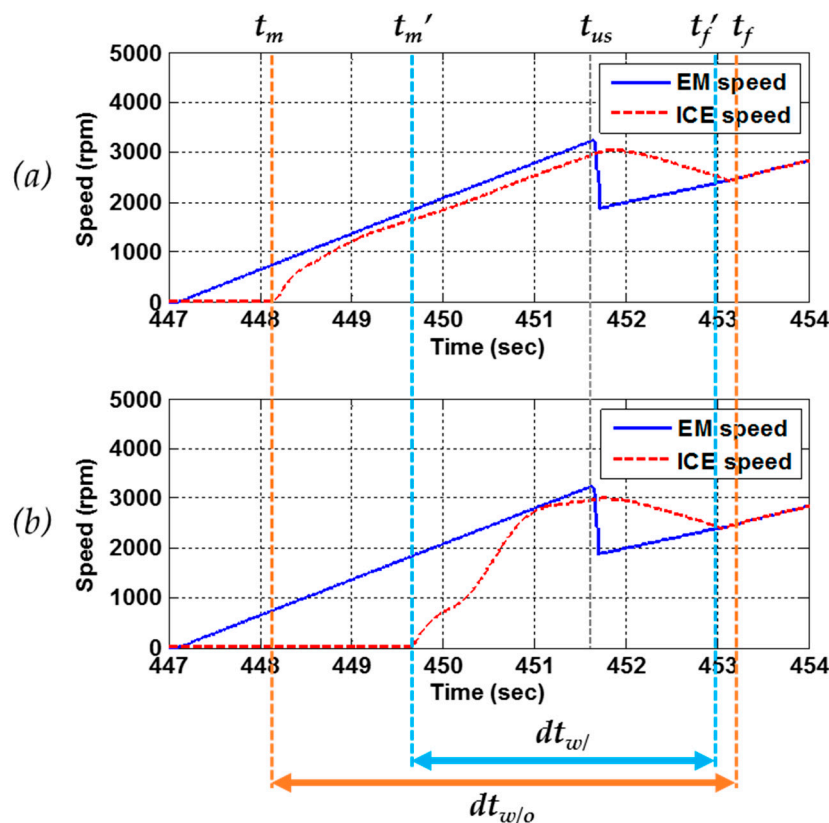 t_m t_m′ t_us t_f′ t_f
(a)
Speed (rpm)
5000
4000
3000
2000
1000
0
EM speed
ICE speed
447 448 449 450 451 452 453 454
Time (sec)
(b)
Speed (rpm)
5000
4000
3000
2000
1000
0
EM speed
ICE speed
447 448 449 450 451 452 453 454
Time (sec)
dt_w/
dt_w/o